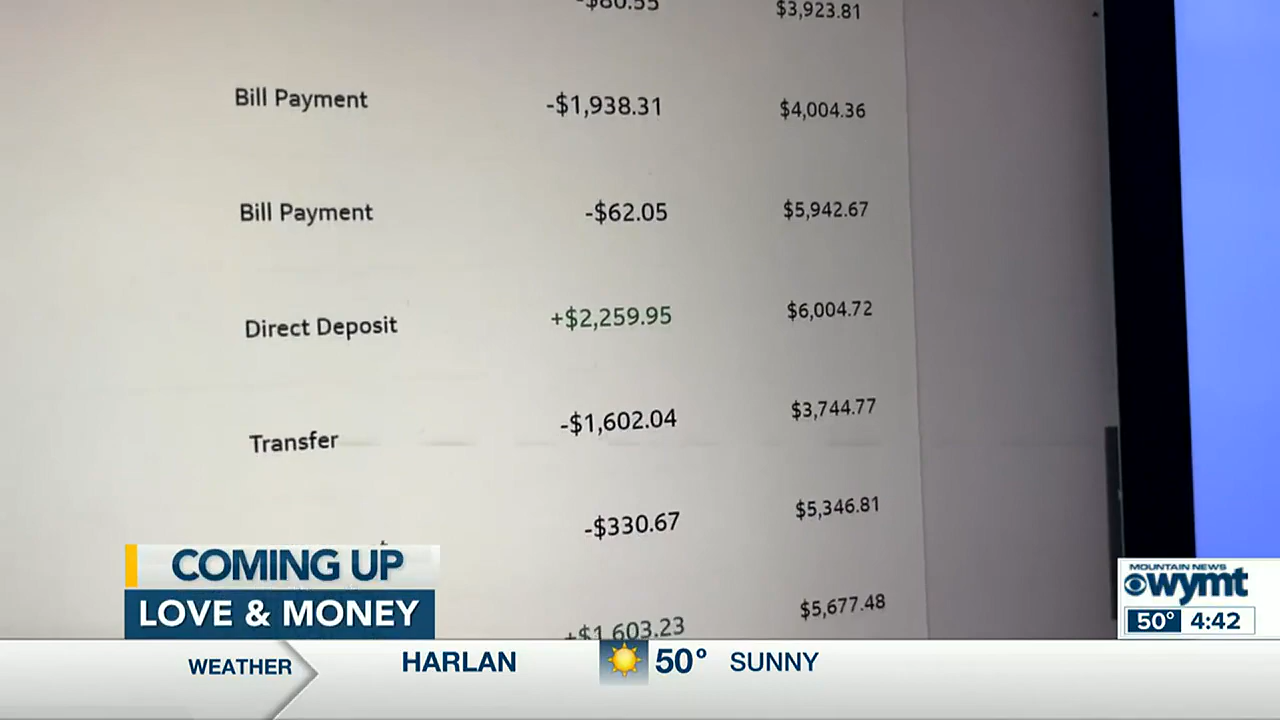 -$80.55 $3,923.81
Bill Payment -$1,938.31 $4,004.36
Bill Payment -$62.05 $5,942.67
Direct Deposit +$2,259.95 $6,004.72
Transfer -$1,602.04 $3,744.77
-$330.67 $5,346.81
+$1,603.23 $5,677.48
COMING UP
LOVE & MONEY
MOUNTAIN NEWS
wymt
50° 4:42
WEATHER HARLAN 50° SUNNY